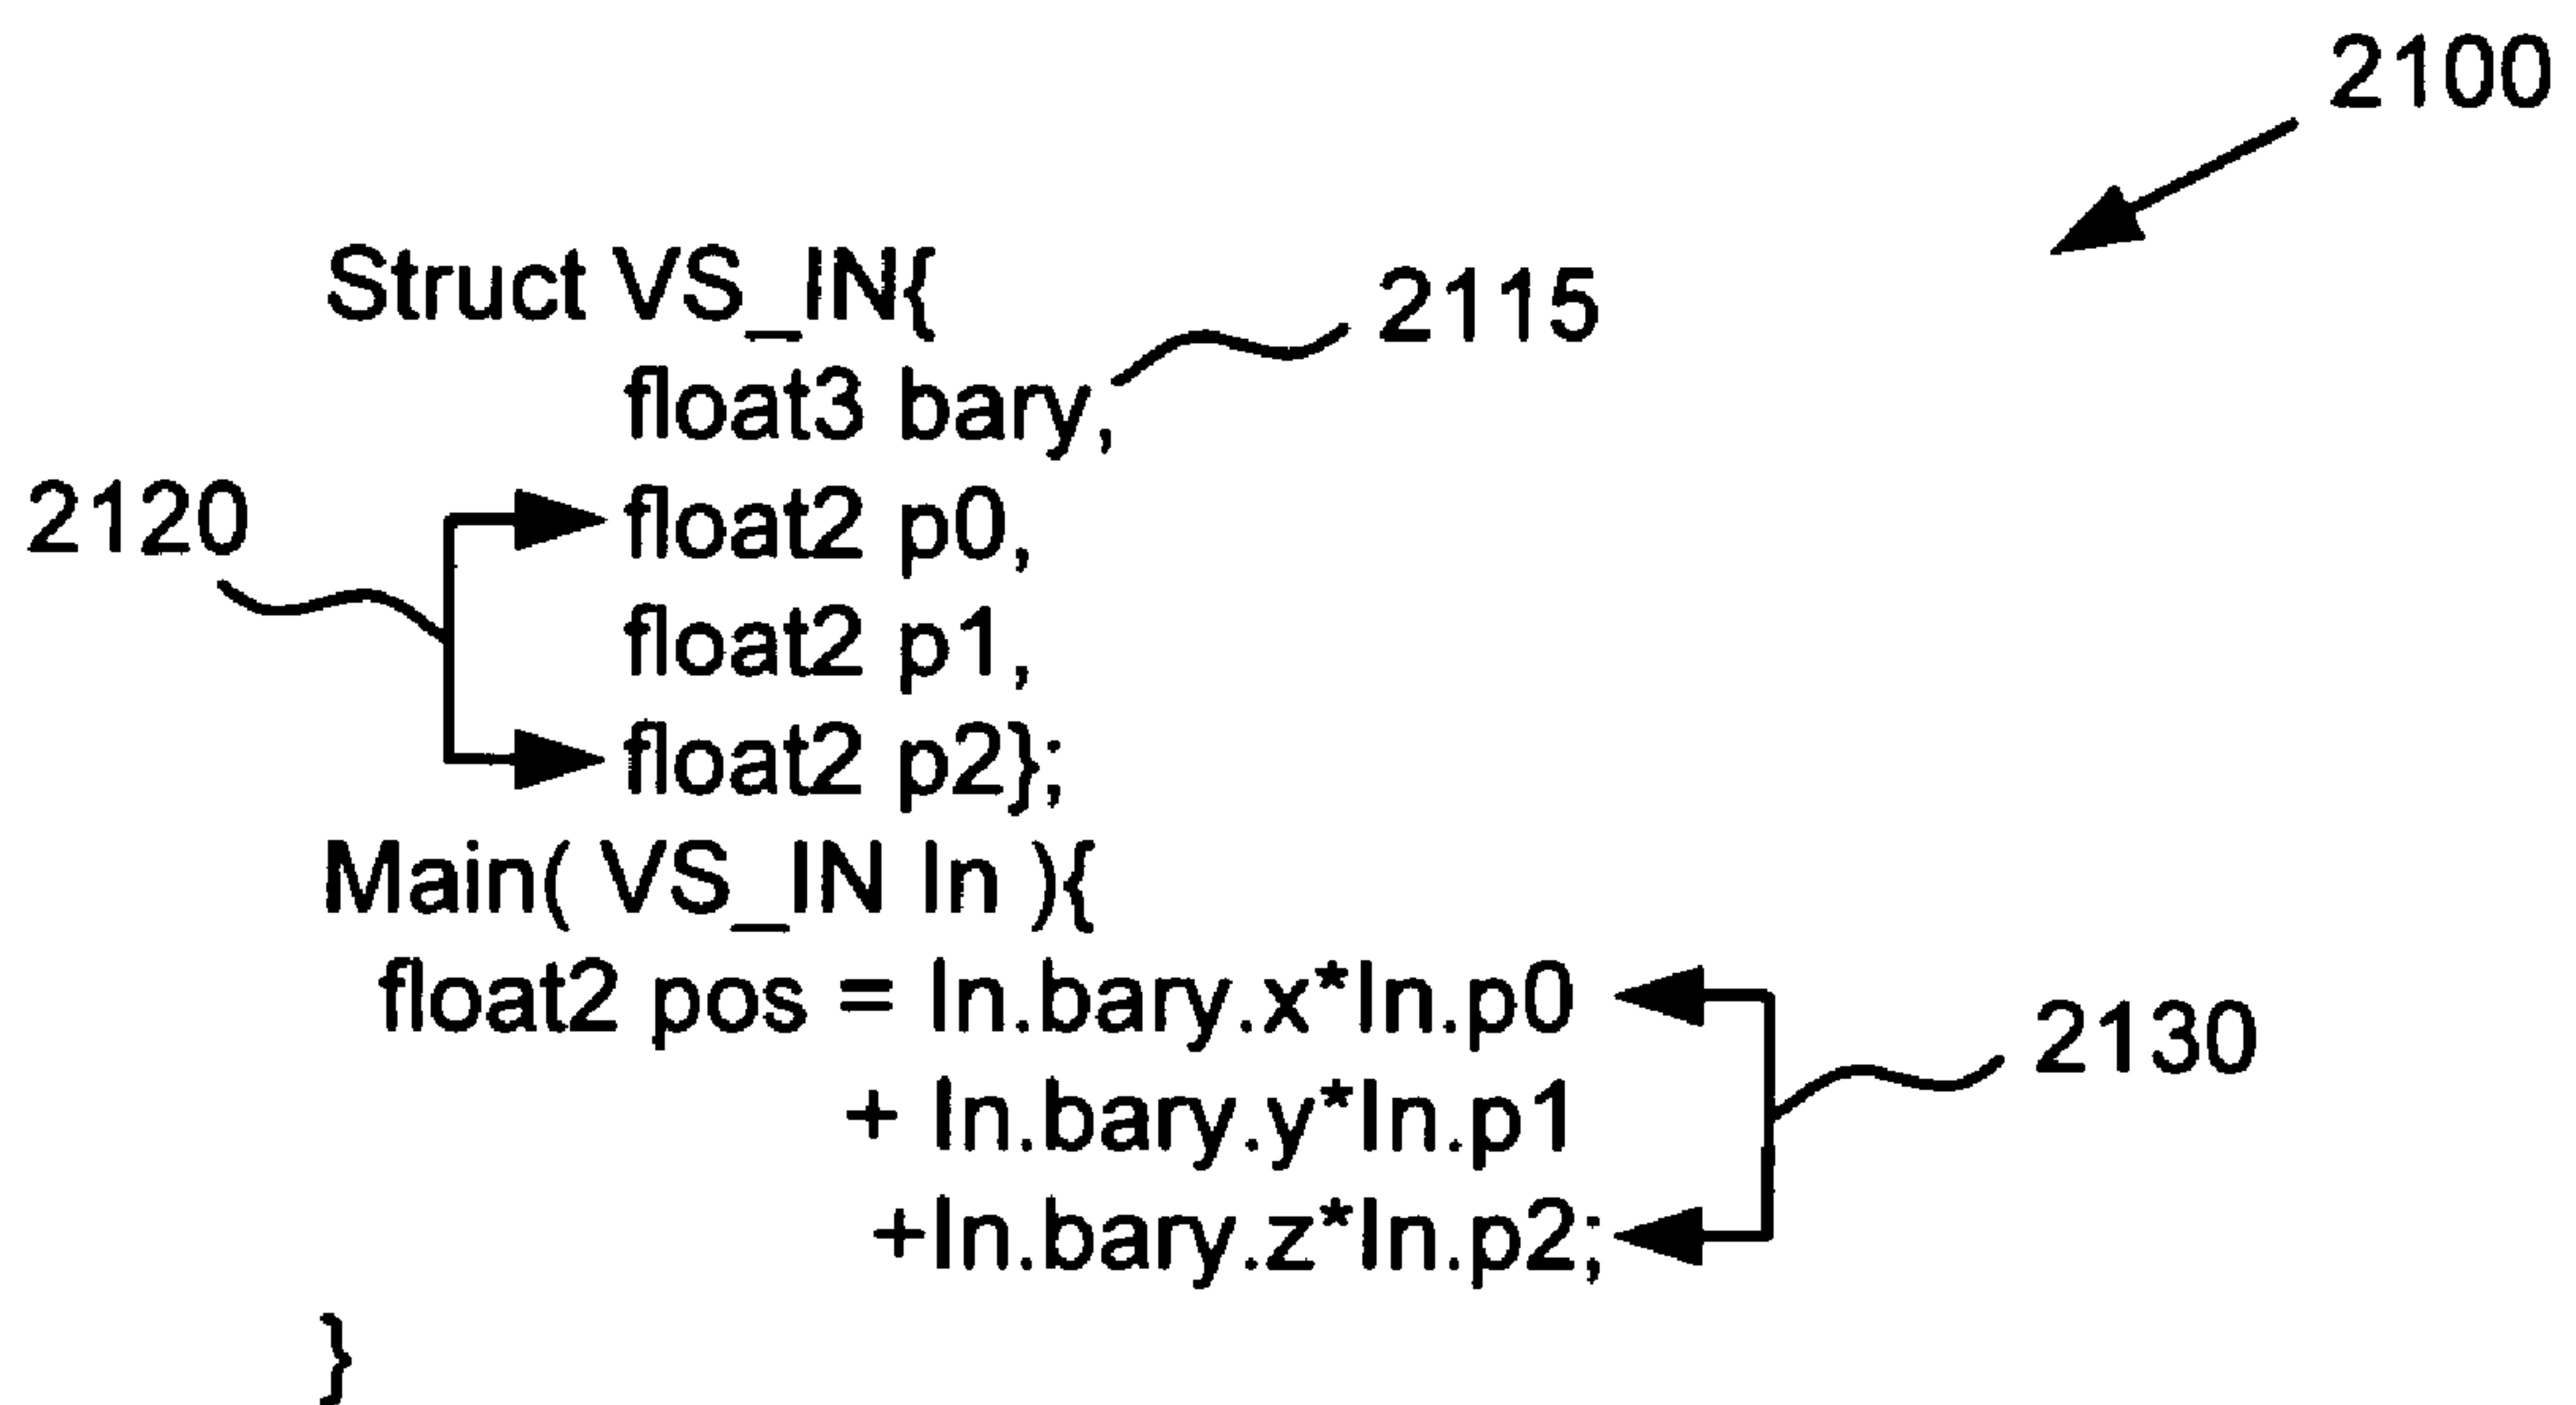 2100
Struct VS_IN{
2115
float3 bary,
2120
float2 p0,
float2 p1,
float2 p2};
Main( VS_IN In ){
float2 pos = In.bary.x*In.p0
2130
+ In.bary.y*In.p1
+In.bary.z*In.p2;
}